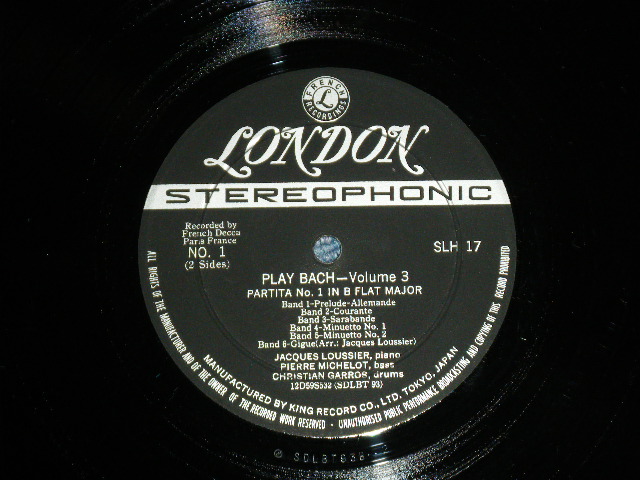 FRENCH
L
RECORDINGS
LONDON
STEREOPHONIC
Recorded by
French Decca
Paris France
NO. 1
(2 Sides)
SLH 17
PLAY BACH—Volume 3
PARTITA No. 1 IN B FLAT MAJOR
Band 1-Prelude-Allemande
Band 2-Courante
Band 3-Sarabande
Band 4-Minuetto No. 1
Band 5-Minuetto No. 2
Band 6-Gigue(Arr.: Jacques Loussier)
JACQUES LOUSSIER, piano
PIERRE MICHELOT, bass
CHRISTIAN GARROS, drums
12D59S532 (SDLBT 93)
MANUFACTURED BY KING RECORD CO., LTD. TOKYO, JAPAN
ALL RIGHTS OF THE MANUFACTURER AND OF THE OWNER OF THE RECORDED WORK RESERVED - UNAUTHORISED PUBLIC PERFORMANCE BROADCASTING AND COPYING OF THIS RECORD PROHIBITED